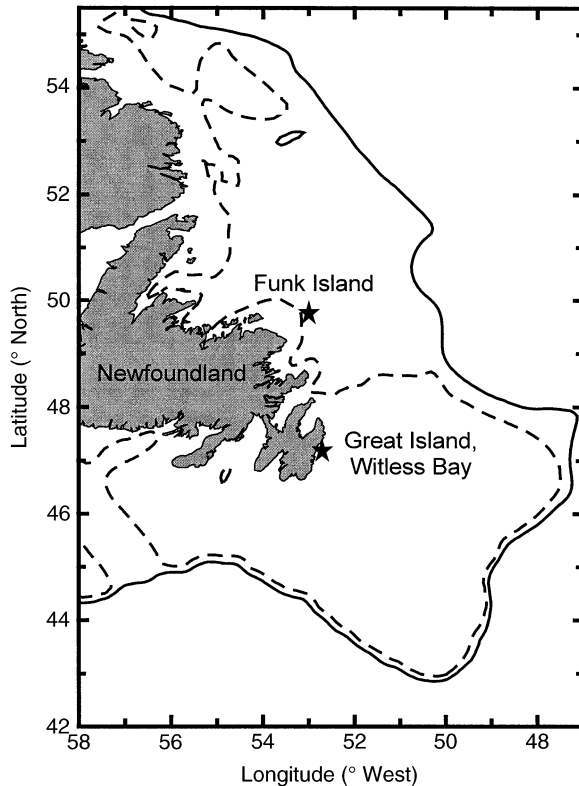 54
52
50
48
46
44
42
58
56
54
52
50
48
Latitude (° North)
Longitude (° West)
Funk Island
Newfoundland
Great Island,
Witless Bay